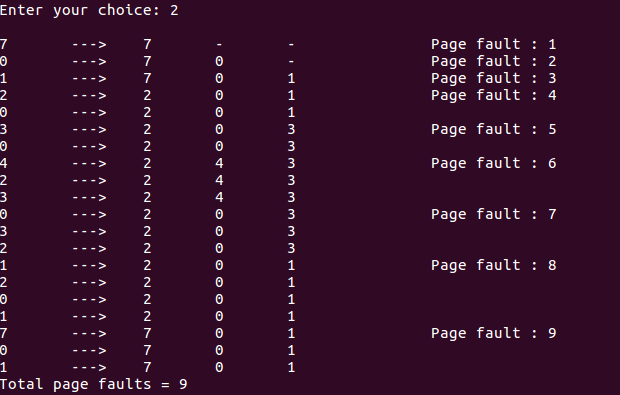 Enter your choice: 2
7 ---> 7 - - Page fault : 1
0 ---> 7 0 - Page fault : 2
1 ---> 7 0 1 Page fault : 3
2 ---> 2 0 1 Page fault : 4
0 ---> 2 0 1
3 ---> 2 0 3 Page fault : 5
0 ---> 2 0 3
4 ---> 2 4 3 Page fault : 6
2 ---> 2 4 3
3 ---> 2 4 3
0 ---> 2 0 3 Page fault : 7
3 ---> 2 0 3
2 ---> 2 0 3
1 ---> 2 0 1 Page fault : 8
2 ---> 2 0 1
0 ---> 2 0 1
1 ---> 2 0 1
7 ---> 7 0 1 Page fault : 9
0 ---> 7 0 1
1 ---> 7 0 1
Total page faults = 9